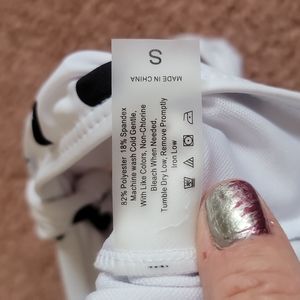 S
MADE IN CHINA
82% Polyester 18% Spandex
Machine wash Cold Gentle,
With Like Colors, Non-Chlorine
Bleach When Needed,
Tumble Dry Low, Remove Promptly
Iron Low